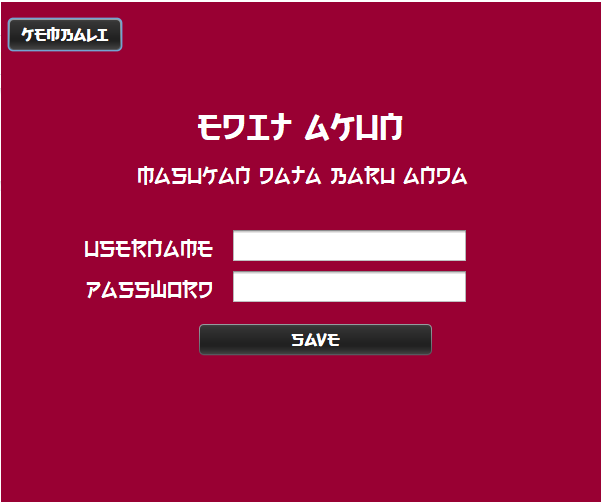 KEMBALI
EDIT AKUN
MASUKAN DATA BARU ANDA
USERNAME
PASSWORD
SAVE